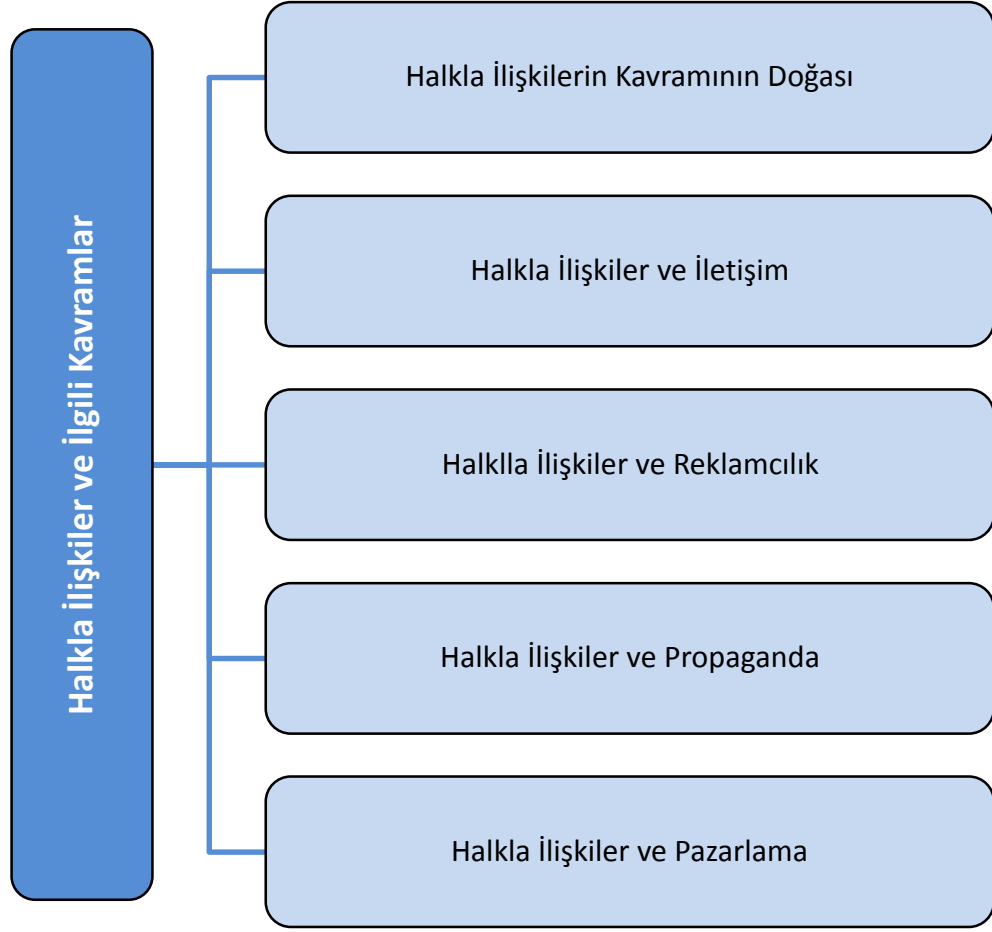 Halkla İlişkiler ve İlgili Kavramlar
Halkla İlişkilerin Kavramının Doğası
Halkla İlişkiler ve İletişim
Halklla İlişkiler ve Reklamcılık
Halkla İlişkiler ve Propaganda
Halkla İlişkiler ve Pazarlama